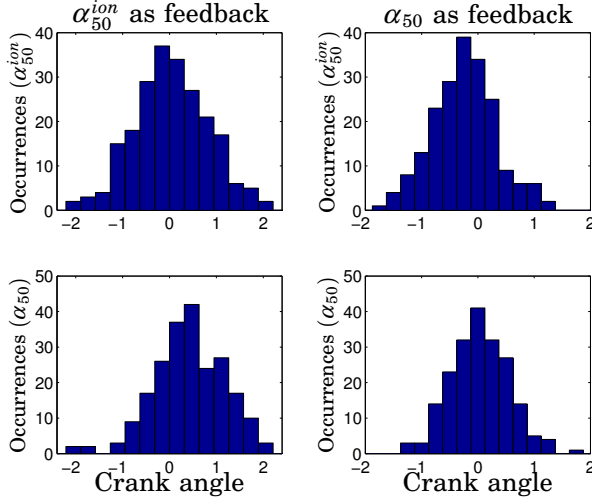 α₅₀ⁱᵒⁿ as feedback
α₅₀ as feedback
Occurrences (α₅₀ⁱᵒⁿ)
40
30
20
10
0
−2 −1 0 1 2
Occurrences (α₅₀ⁱᵒⁿ)
40
30
20
10
0
−2 −1 0 1 2
Occurrences (α₅₀)
50
40
30
20
10
0
−2 −1 0 1 2
Crank angle
Occurrences (α₅₀)
50
40
30
20
10
0
−2 −1 0 1 2
Crank angle